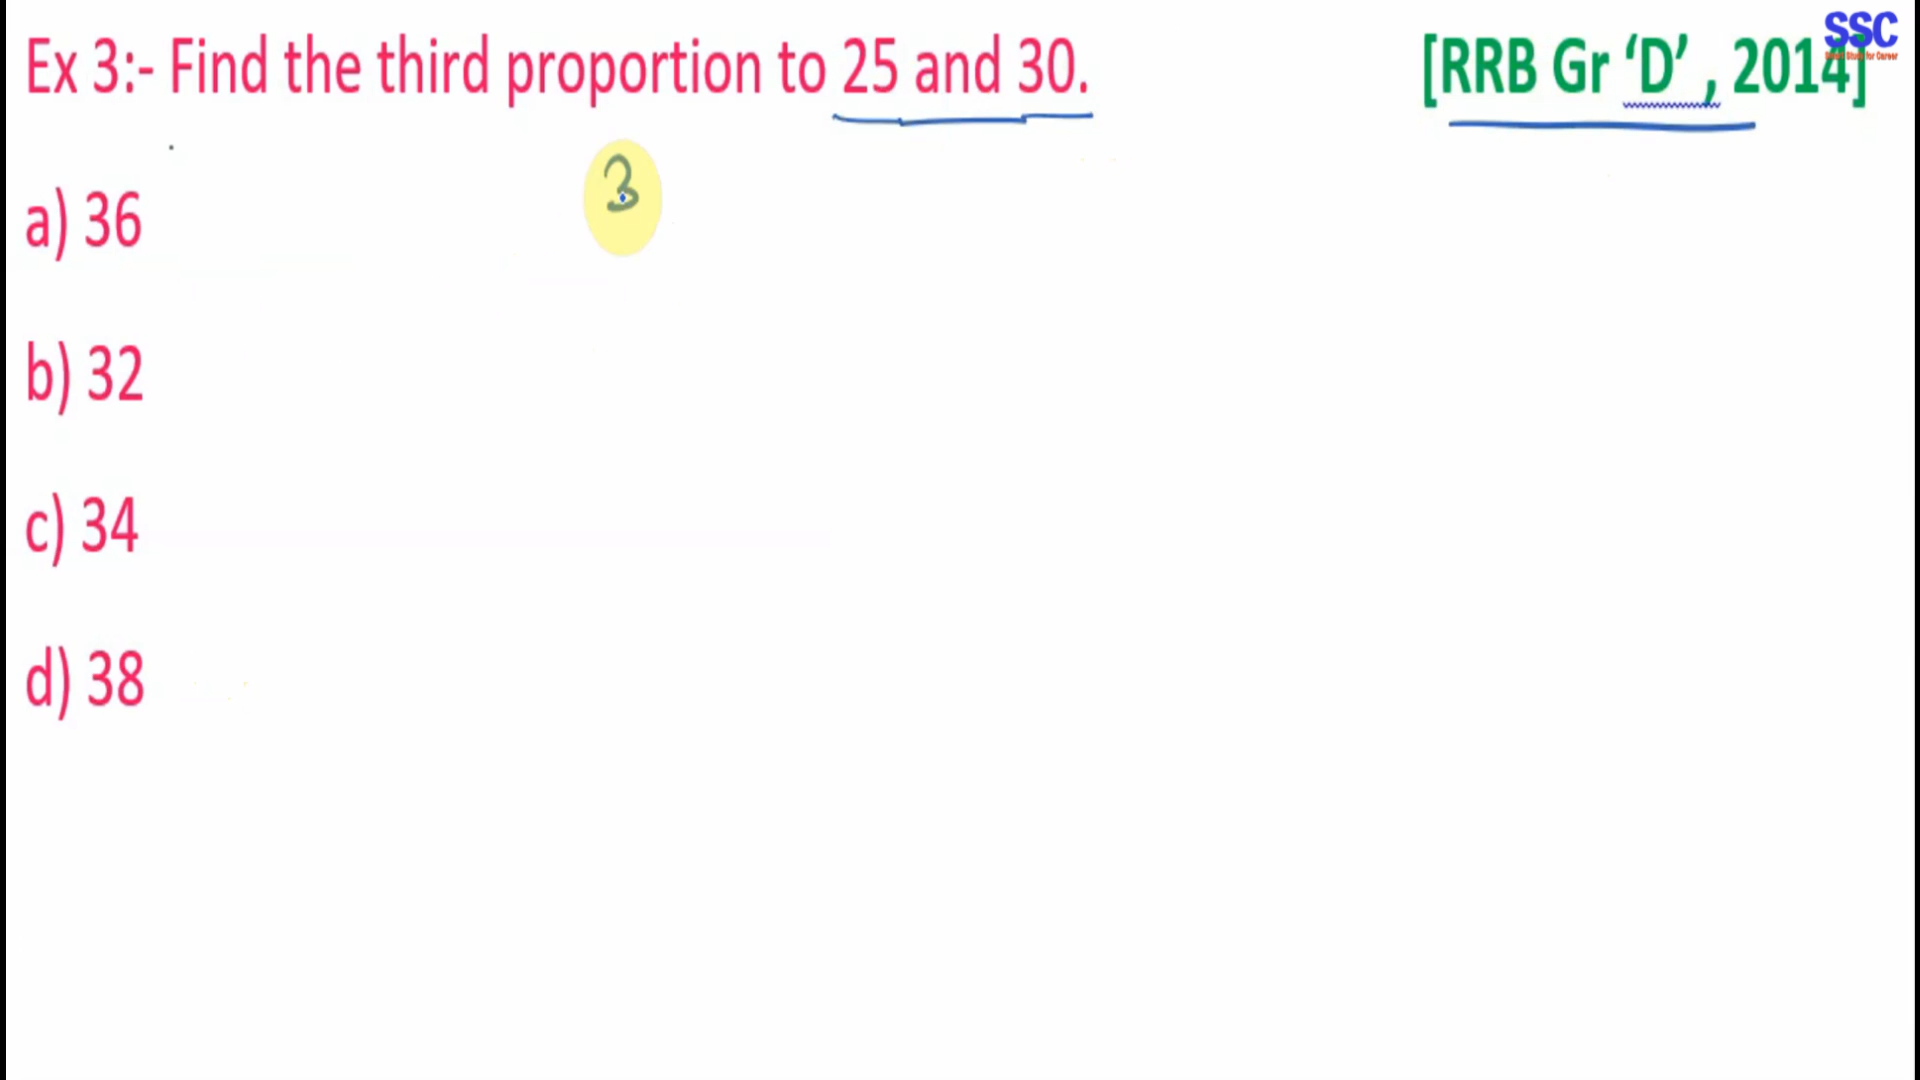 Ex 3:- Find the third proportion to 25 and 30. [RRB Gr ‘D’ , 2014]
SSC
3
a) 36
b) 32
c) 34
d) 38